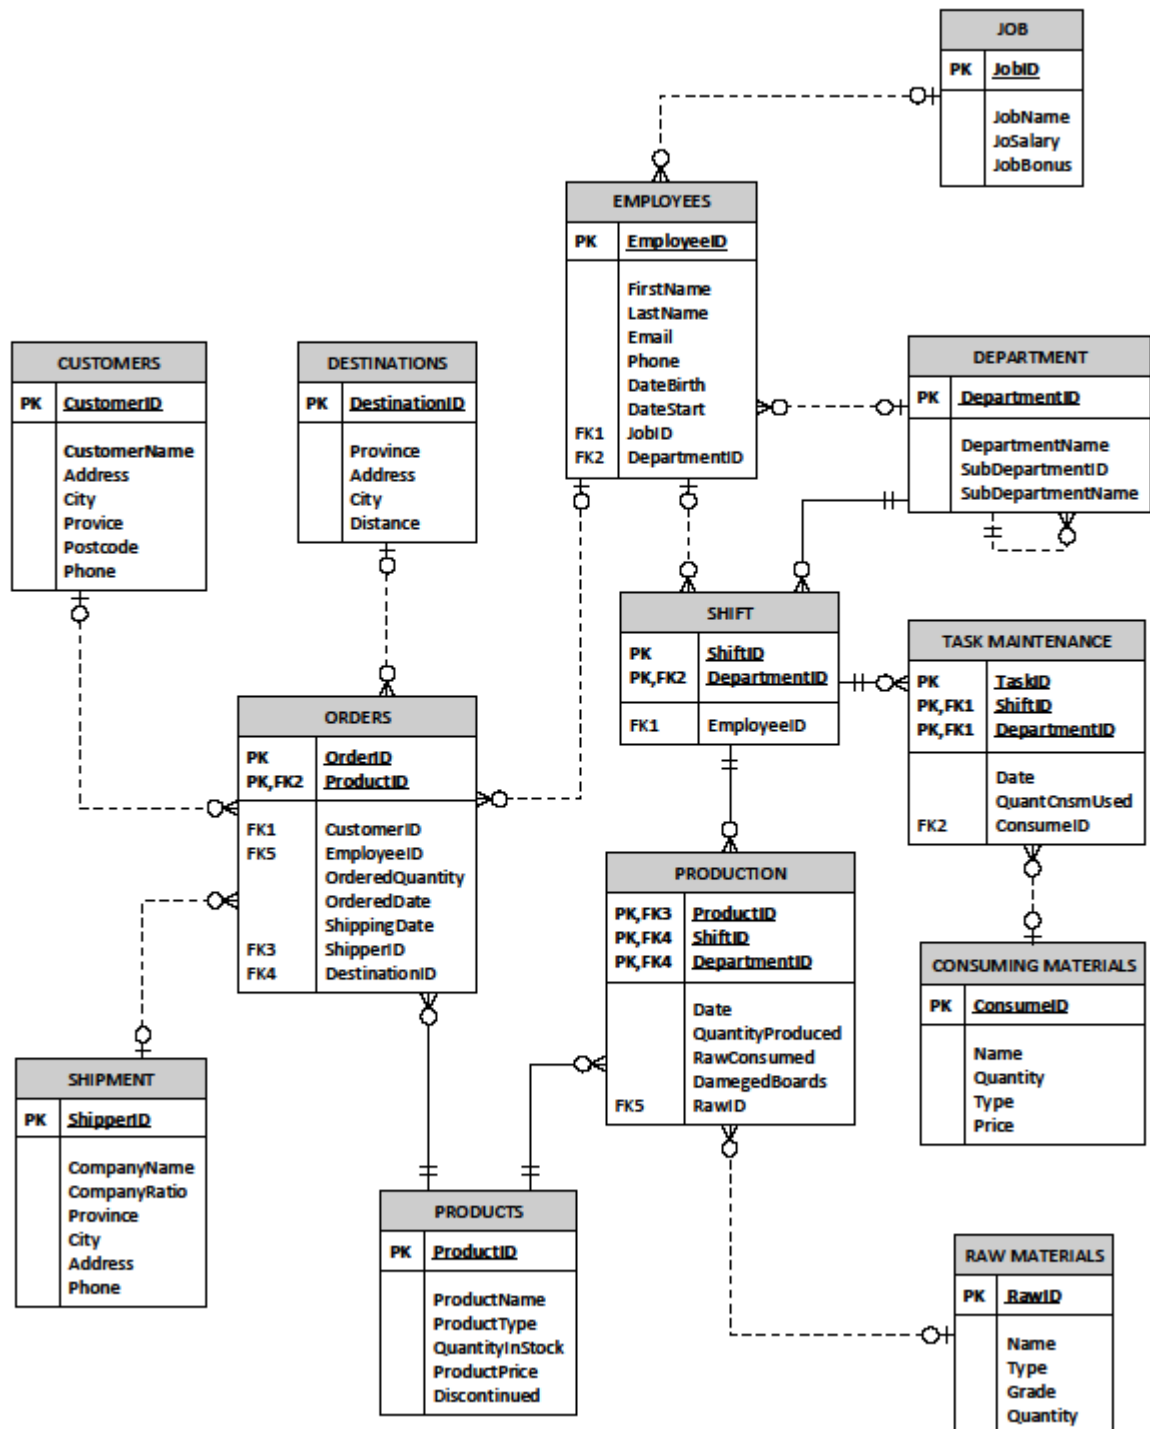 JOB
PK JobID
JobName
JoSalary
JobBonus
EMPLOYEES
PK EmployeeID
FirstName
LastName
Email
Phone
DateBirth
DateStart
FK1 JobID
FK2 DepartmentID
CUSTOMERS
PK CustomerID
CustomerName
Address
City
Provice
Postcode
Phone
DESTINATIONS
PK DestinationID
Province
Address
City
Distance
DEPARTMENT
PK DepartmentID
DepartmentName
SubDepartmentID
SubDepartmentName
SHIFT
PK ShiftID
PK,FK2 DepartmentID
FK1 EmployeeID
TASK MAINTENANCE
PK TaskID
PK,FK1 ShiftID
PK,FK1 DepartmentID
Date
QuantCnsmUsed
FK2 ConsumeID
ORDERS
PK OrderID
PK,FK2 ProductID
FK1 CustomerID
FK5 EmployeeID
OrderedQuantity
OrderedDate
ShippingDate
FK3 ShipperID
FK4 DestinationID
PRODUCTION
PK,FK3 ProductID
PK,FK4 ShiftID
PK,FK4 DepartmentID
Date
QuantityProduced
RawConsumed
DamegedBoards
FK5 RawID
CONSUMING MATERIALS
PK ConsumeID
Name
Quantity
Type
Price
SHIPMENT
PK ShipperID
CompanyName
CompanyRatio
Province
City
Address
Phone
PRODUCTS
PK ProductID
ProductName
ProductType
QuantityInStock
ProductPrice
Discontinued
RAW MATERIALS
PK RawID
Name
Type
Grade
Quantity